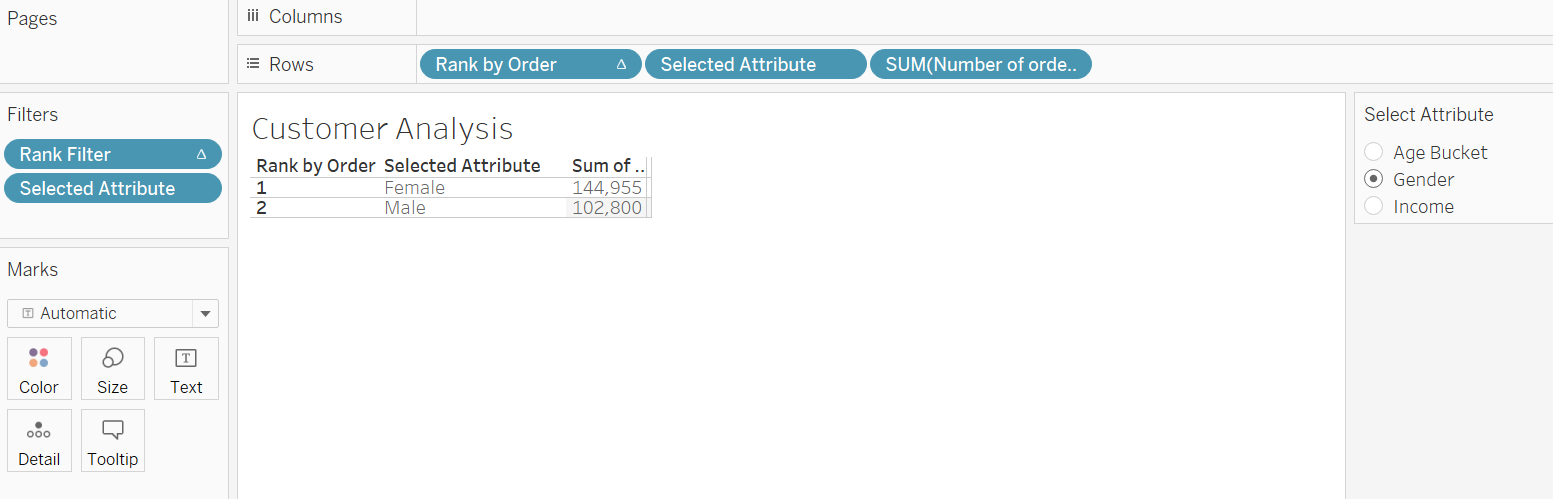 Pages
Columns
Rows
Rank by Order Δ
Selected Attribute
SUM(Number of orde..
Filters
Rank Filter Δ
Selected Attribute
Marks
Automatic
Color
Size
T
Text
Detail
Tooltip
Customer Analysis
Rank by Order Selected Attribute Sum of ..
1 Female 144,955
2 Male 102,800
Select Attribute
Age Bucket
Gender
Income